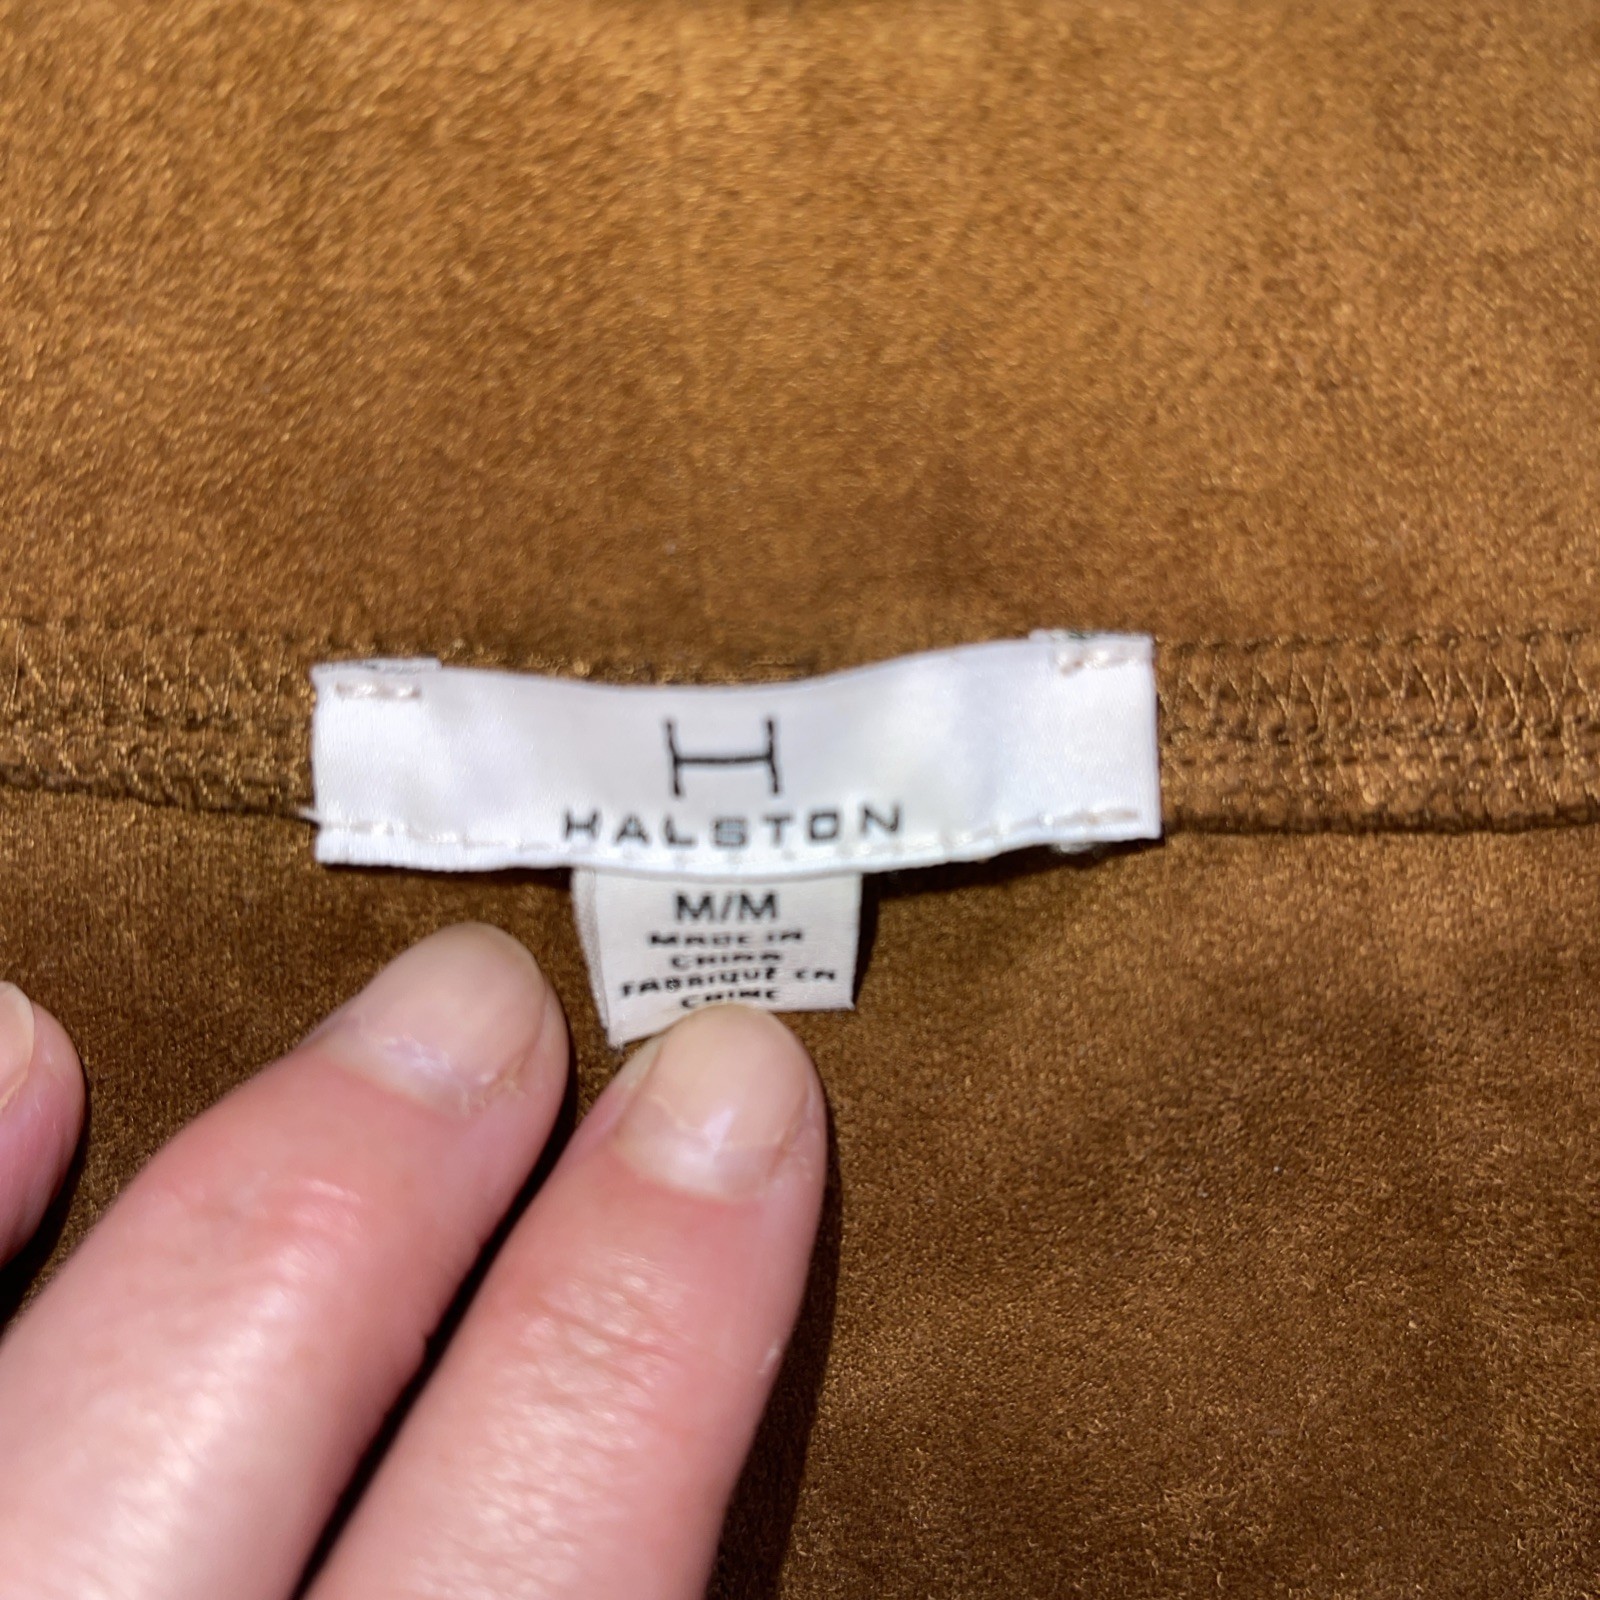 H
HALSTON
M/M
MADE IN
CHINA
FABRIQUÉ EN
CHINE